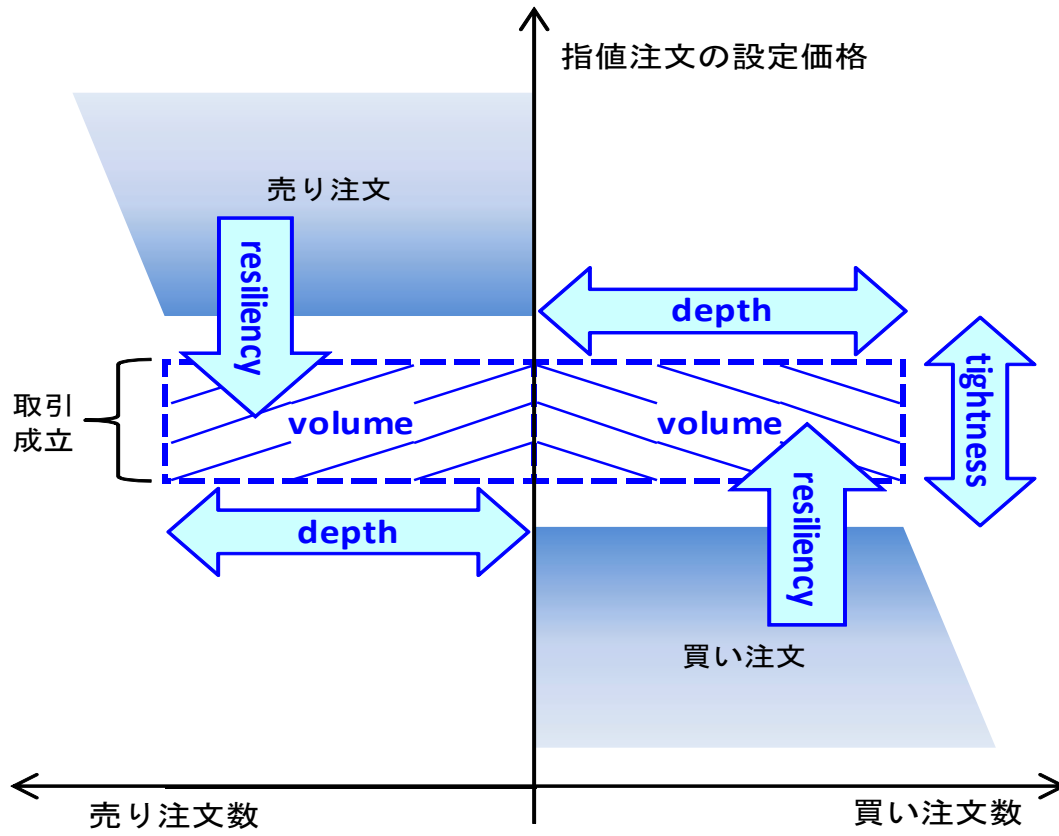 指値注文の設定価格
売り注文
resiliency
depth
tightness
取引
成立
volume
volume
depth
resiliency
買い注文
売り注文数
買い注文数